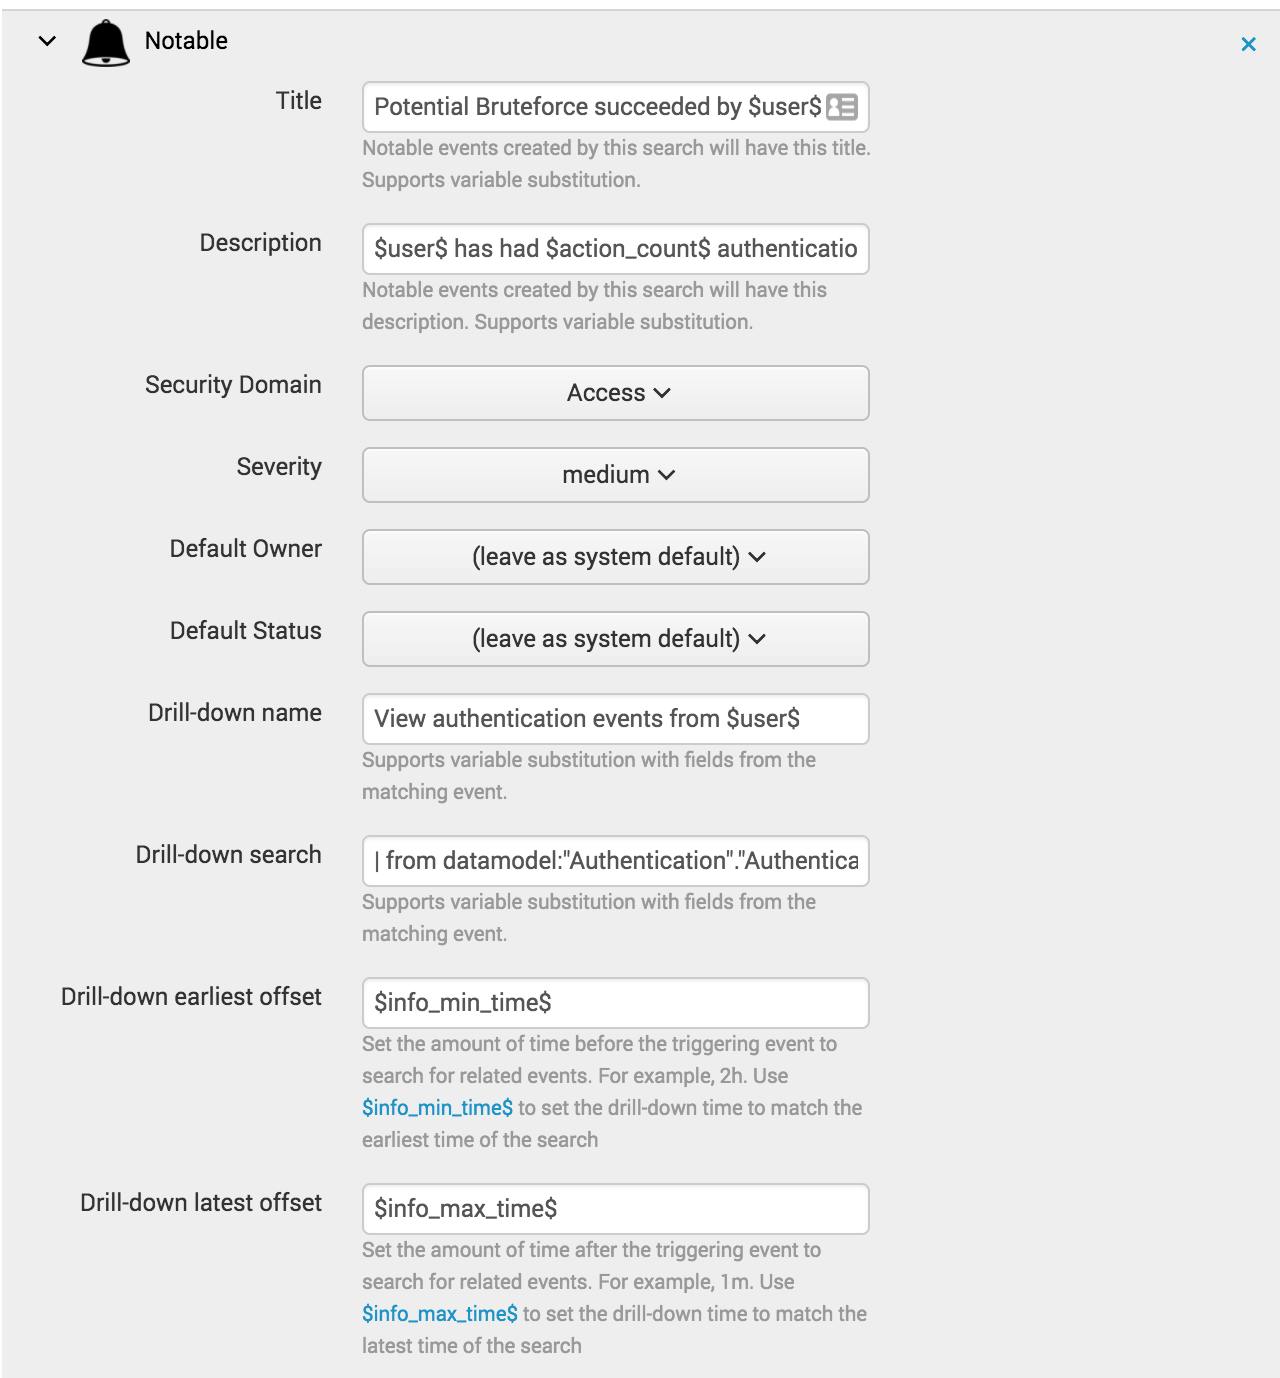 Notable
Title
Potential Bruteforce succeeded by $user$
Notable events created by this search will have this title.
Supports variable substitution.
Description
$user$ has had $action_count$ authenticatio
Notable events created by this search will have this
description. Supports variable substitution.
Security Domain
Access
Severity
medium
Default Owner
(leave as system default)
Default Status
(leave as system default)
Drill-down name
View authentication events from $user$
Supports variable substitution with fields from the
matching event.
Drill-down search
| from datamodel:"Authentication"."Authentica
Supports variable substitution with fields from the
matching event.
Drill-down earliest offset
$info_min_time$
Set the amount of time before the triggering event to
search for related events. For example, 2h. Use
$info_min_time$ to set the drill-down time to match the
earliest time of the search
Drill-down latest offset
$info_max_time$
Set the amount of time after the triggering event to
search for related events. For example, 1m. Use
$info_max_time$ to set the drill-down time to match the
latest time of the search